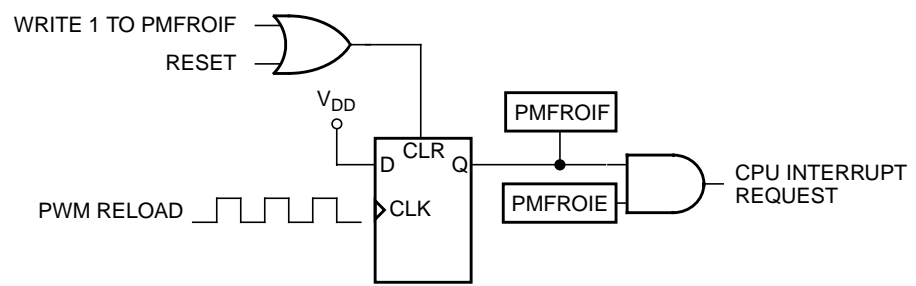 WRITE 1 TO PMFROIF
RESET
VDD
PMFROIF
D
CLR
Q
CPU INTERRUPT
REQUEST
PWM RELOAD
CLK
PMFROIE